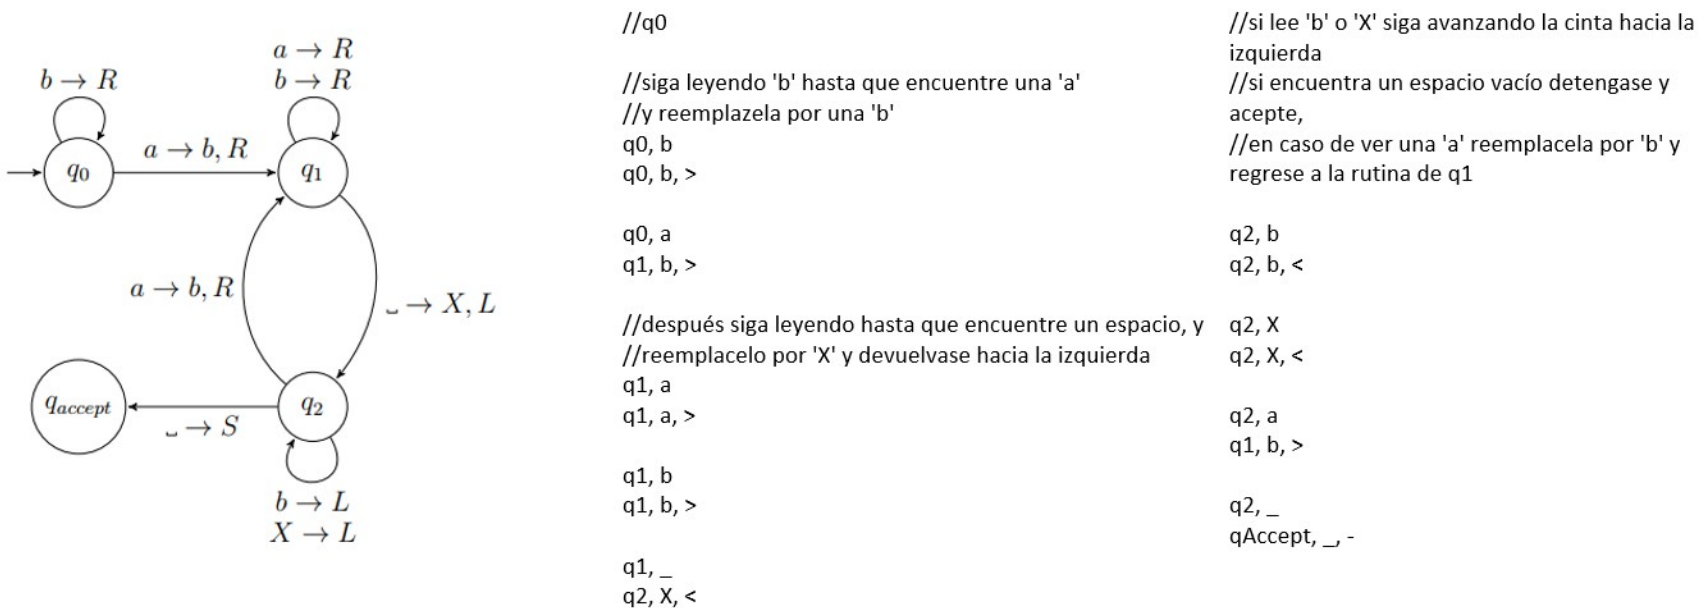 a → R
b → R
b → R
a → b, R
q0
q1
a → b, R
␣ → X, L
qaccept
q2
␣ → S
b → L
X → L
//q0
//siga leyendo 'b' hasta que encuentre una 'a'
//y reemplazela por una 'b'
q0, b
q0, b, >
q0, a
q1, b, >
//después siga leyendo hasta que encuentre un espacio, y
//reemplacelo por 'X' y devuelvase hacia la izquierda
q1, a
q1, a, >
q1, b
q1, b, >
q1, _
q2, X, <
//si lee 'b' o 'X' siga avanzando la cinta hacia la
izquierda
//si encuentra un espacio vacío detengase y
acepte,
//en caso de ver una 'a' reemplacela por 'b' y
regrese a la rutina de q1
q2, b
q2, b, <
q2, X
q2, X, <
q2, a
q1, b, >
q2, _
qAccept, _, -